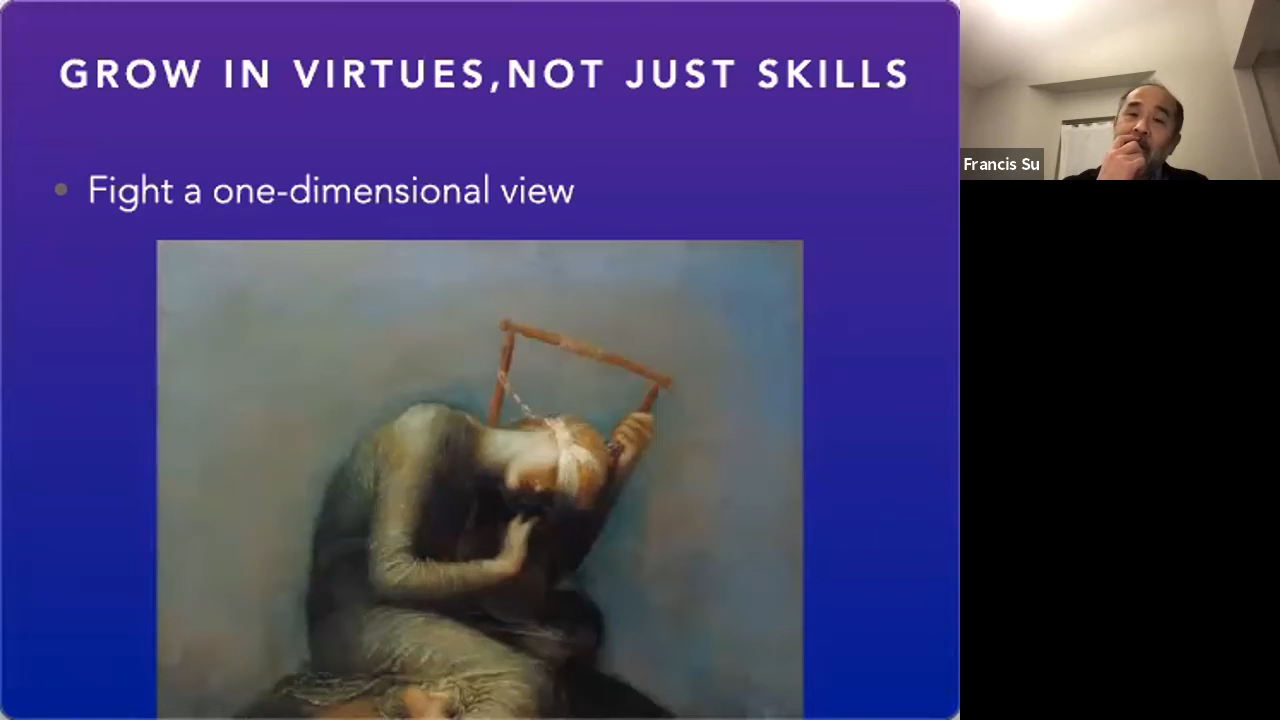 GROW IN VIRTUES,NOT JUST SKILLS
• Fight a one-dimensional view
Francis Su